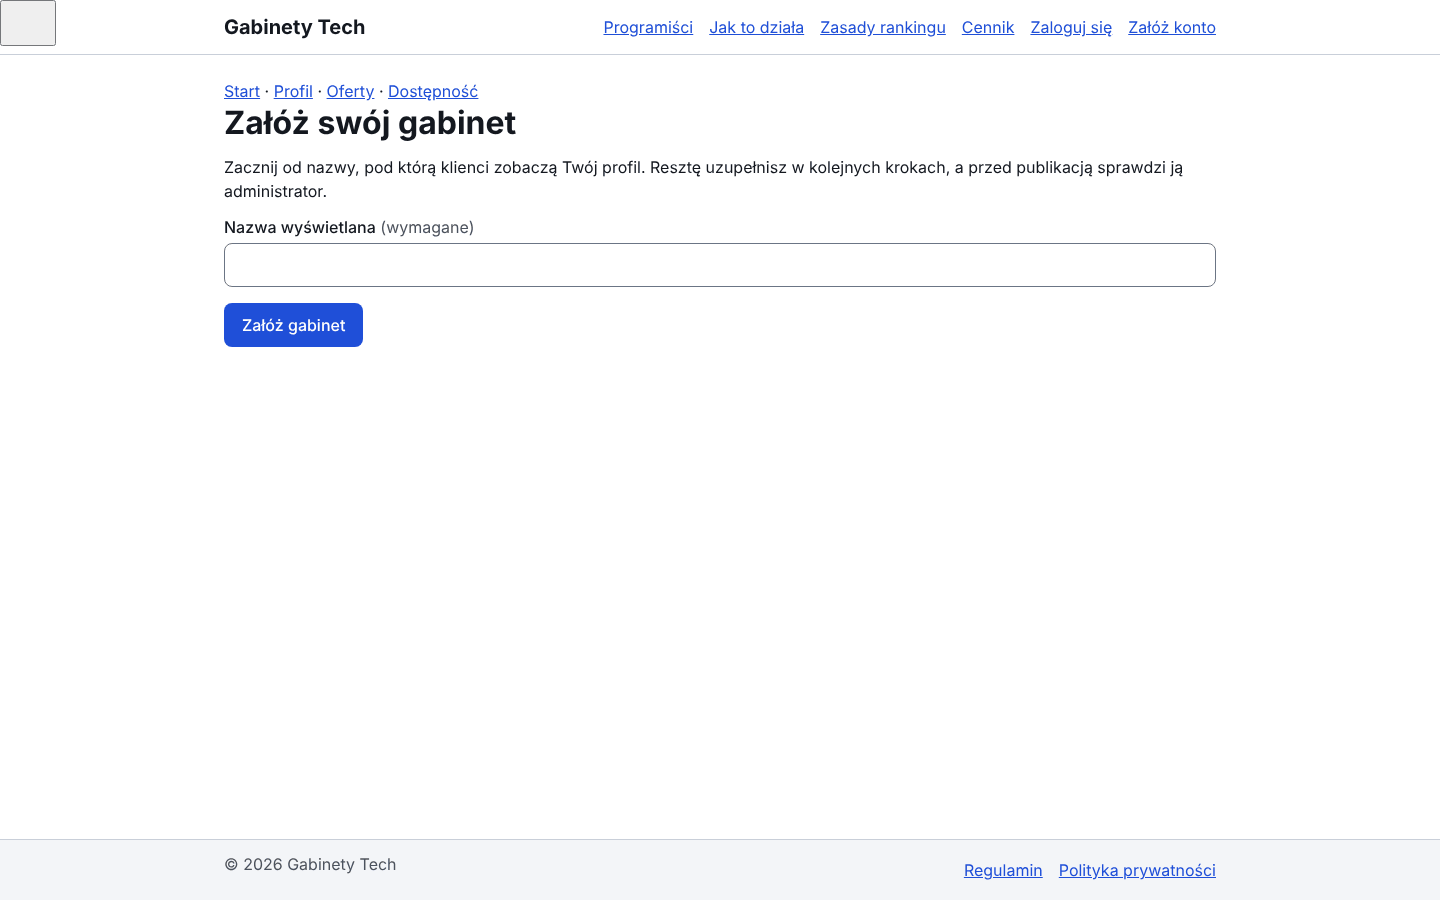 Gabinety Tech
Programiści Jak to działa Zasady rankingu Cennik Zaloguj się Załóż konto
Start · Profil · Oferty · Dostępność
Załóż swój gabinet
Zacznij od nazwy, pod którą klienci zobaczą Twój profil. Resztę uzupełnisz w kolejnych krokach, a przed publikacją sprawdzi ją
administrator.
Nazwa wyświetlana (wymagane)
Załóż gabinet
© 2026 Gabinety Tech
Regulamin Polityka prywatności